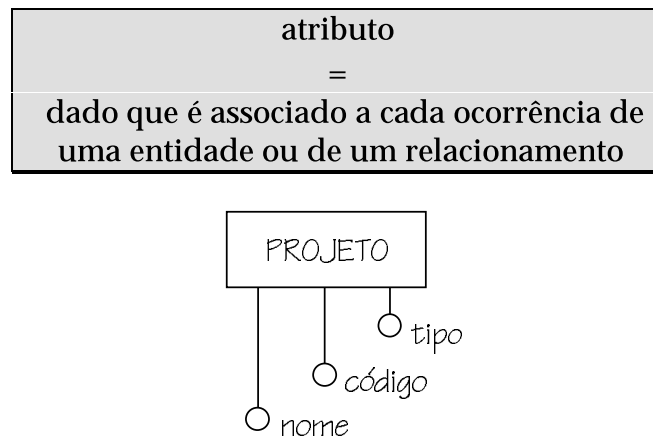 atributo
=
dado que é associado a cada ocorrência de
uma entidade ou de um relacionamento
PROJETO
tipo
código
nome